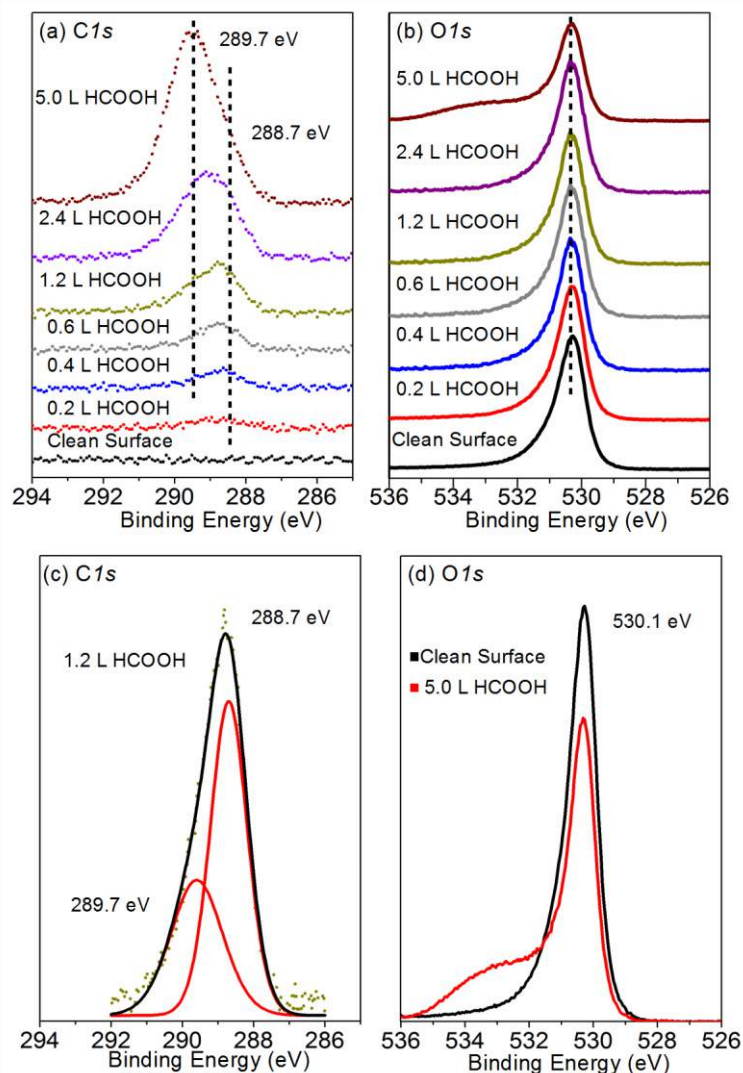 (a) C1s
289.7 eV
5.0 L HCOOH
288.7 eV
2.4 L HCOOH
1.2 L HCOOH
0.6 L HCOOH
0.4 L HCOOH
0.2 L HCOOH
Clean Surface
294 292 290 288 286
Binding Energy (eV)
(b) O1s
5.0 L HCOOH
2.4 L HCOOH
1.2 L HCOOH
0.6 L HCOOH
0.4 L HCOOH
0.2 L HCOOH
Clean Surface
536 534 532 530 528 526
Binding Energy (eV)
(c) C1s
288.7 eV
1.2 L HCOOH
289.7 eV
294 292 290 288 286
Binding Energy (eV)
(d) O1s
530.1 eV
Clean Surface
5.0 L HCOOH
536 534 532 530 528 526
Binding Energy (eV)